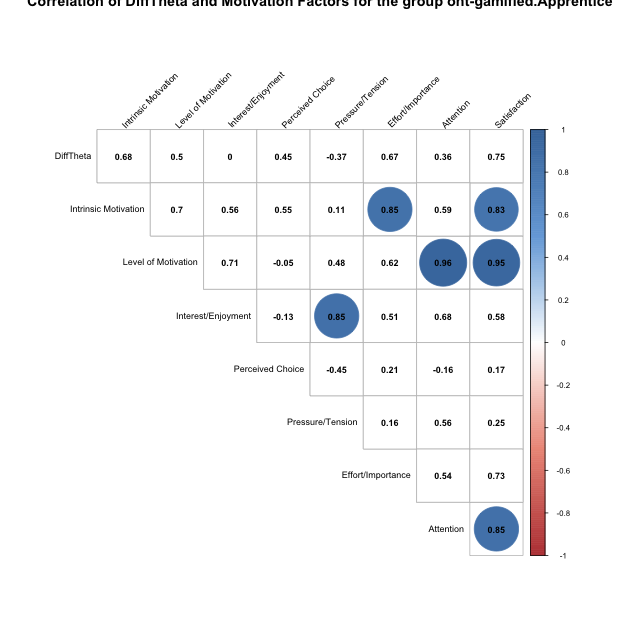 Correlation of DiffTheta and Motivation Factors for the group ont-gamified.Apprentice
Intrinsic Motivation
Level of Motivation
Interest/Enjoyment
Perceived Choice
Pressure/Tension
Effort/Importance
Attention
Satisfaction
DiffTheta 0.68 0.5 0 0.45 -0.37 0.67 0.36 0.75
Intrinsic Motivation 0.7 0.56 0.55 0.11 0.85 0.59 0.83
Level of Motivation 0.71 -0.05 0.48 0.62 0.96 0.95
Interest/Enjoyment -0.13 0.85 0.51 0.68 0.58
Perceived Choice -0.45 0.21 -0.16 0.17
Pressure/Tension 0.16 0.56 0.25
Effort/Importance 0.54 0.73
Attention 0.85
1
0.8
0.6
0.4
0.2
0
-0.2
-0.4
-0.6
-0.8
-1